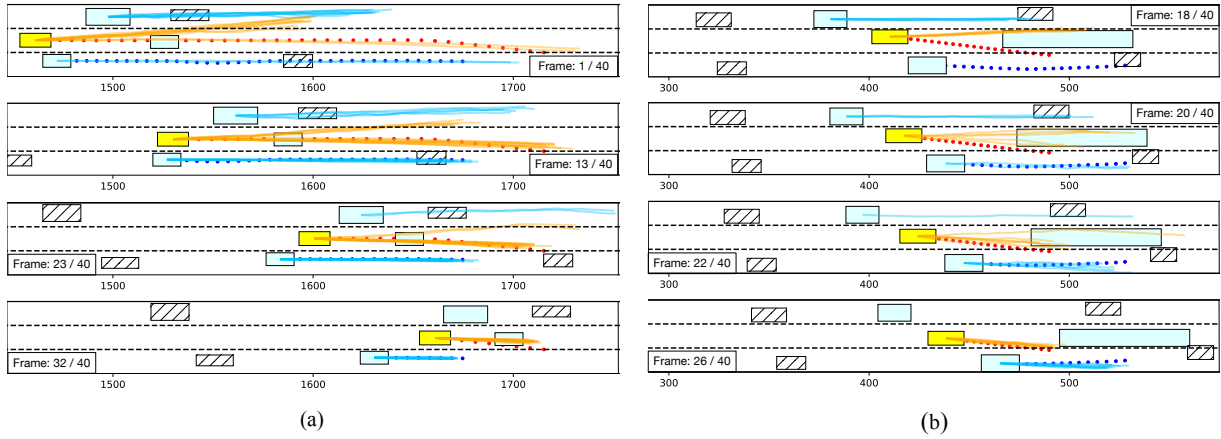 Frame: 1 / 40
1500 1600 1700
Frame: 13 / 40
1500 1600 1700
Frame: 23 / 40
1500 1600 1700
Frame: 32 / 40
1500 1600 1700
(a)
Frame: 18 / 40
300 400 500
Frame: 20 / 40
300 400 500
Frame: 22 / 40
300 400 500
Frame: 26 / 40
300 400 500
(b)